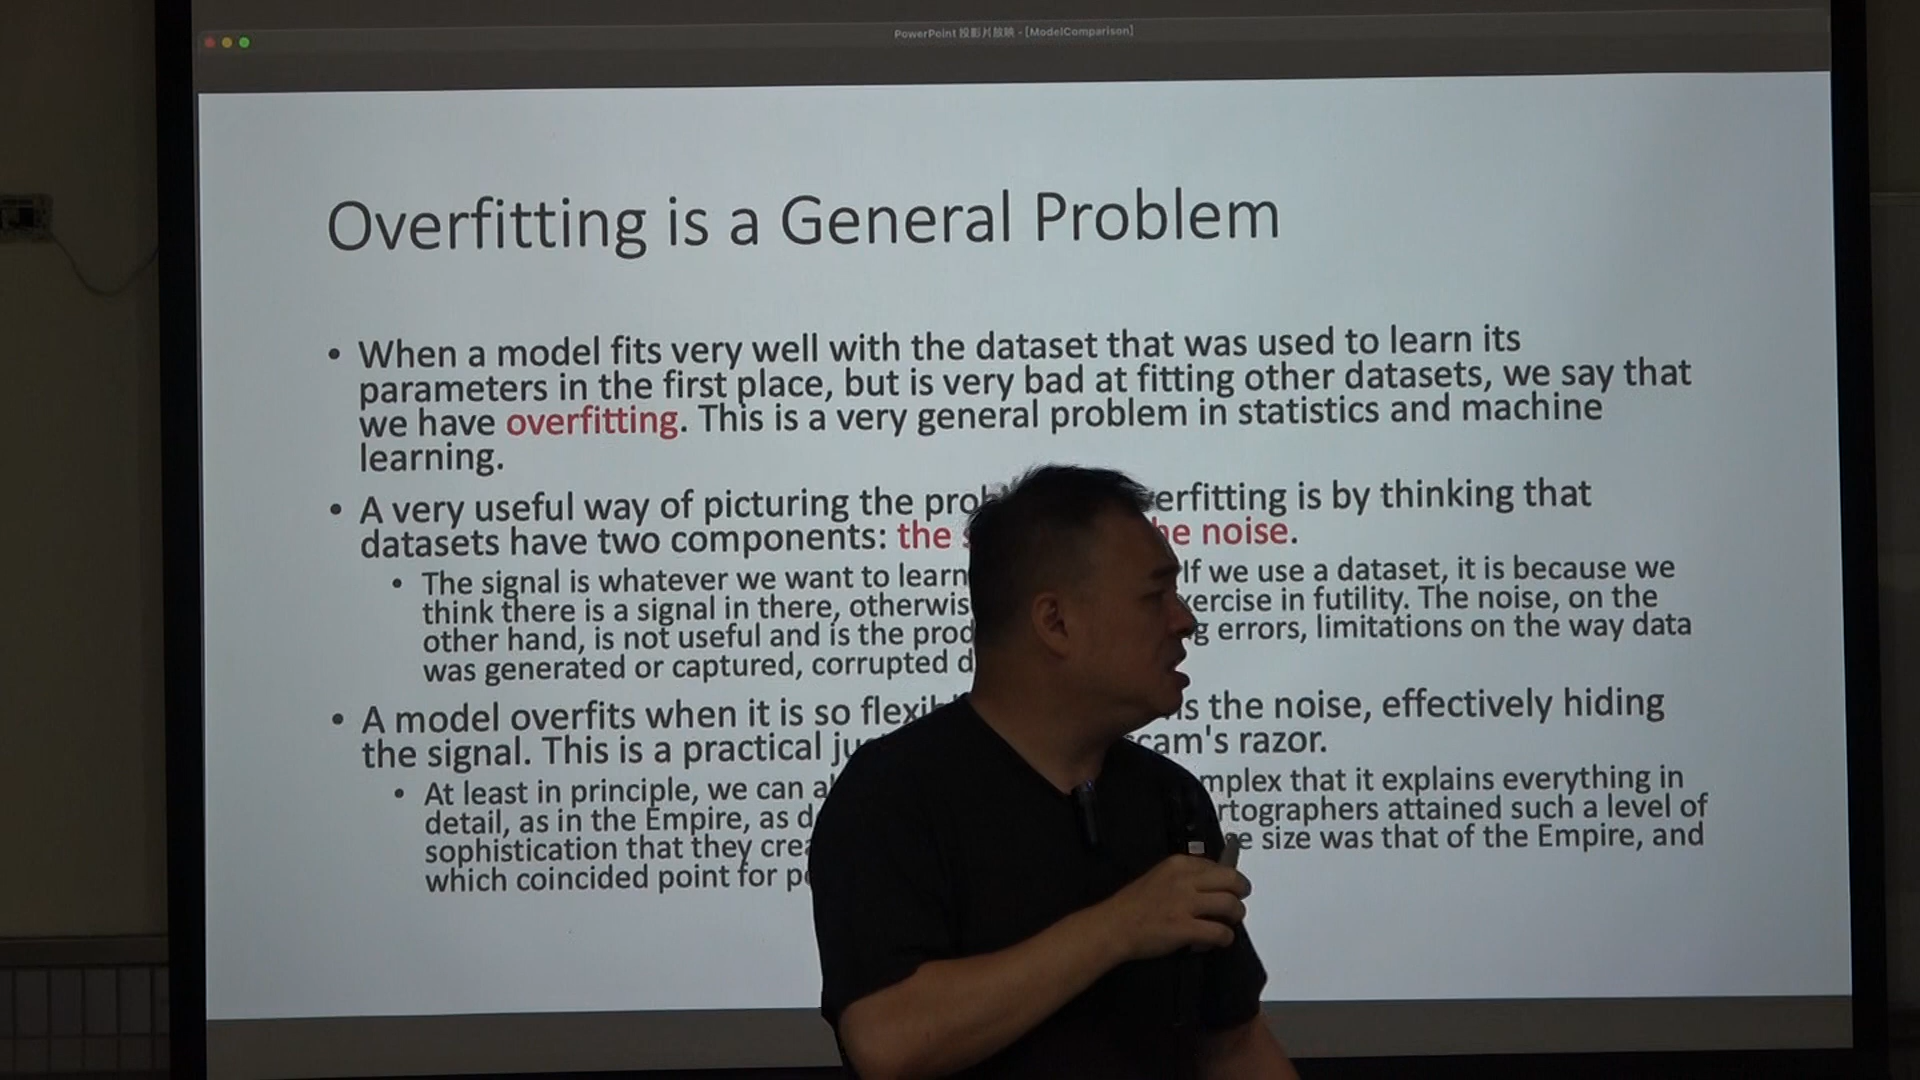 PowerPoint 投影片放映 - [ModelComparison]
Overfitting is a General Problem
• When a model fits very well with the dataset that was used to learn its
parameters in the first place, but is very bad at fitting other datasets, we say that
we have overfitting. This is a very general problem in statistics and machine
learning.
• A very useful way of picturing the erfitting is by thinking that
datasets have two components: the he noise.
• The signal is whatever we want to learn If we use a dataset, it is because we
think there is a signal in there, ercise in futility. The noise, on the
other hand, is not useful and is the errors, limitations on the way data
was generated or captured, corrupted
• A model overfits when it is so the noise, effectively hiding
the signal. This is a practical cam's razor.
• At least in principle, we can mplex that it explains everything in
detail, as in the Empire, as rtographers attained such a level of
sophistication that they size was that of the Empire, and
which coincided point for